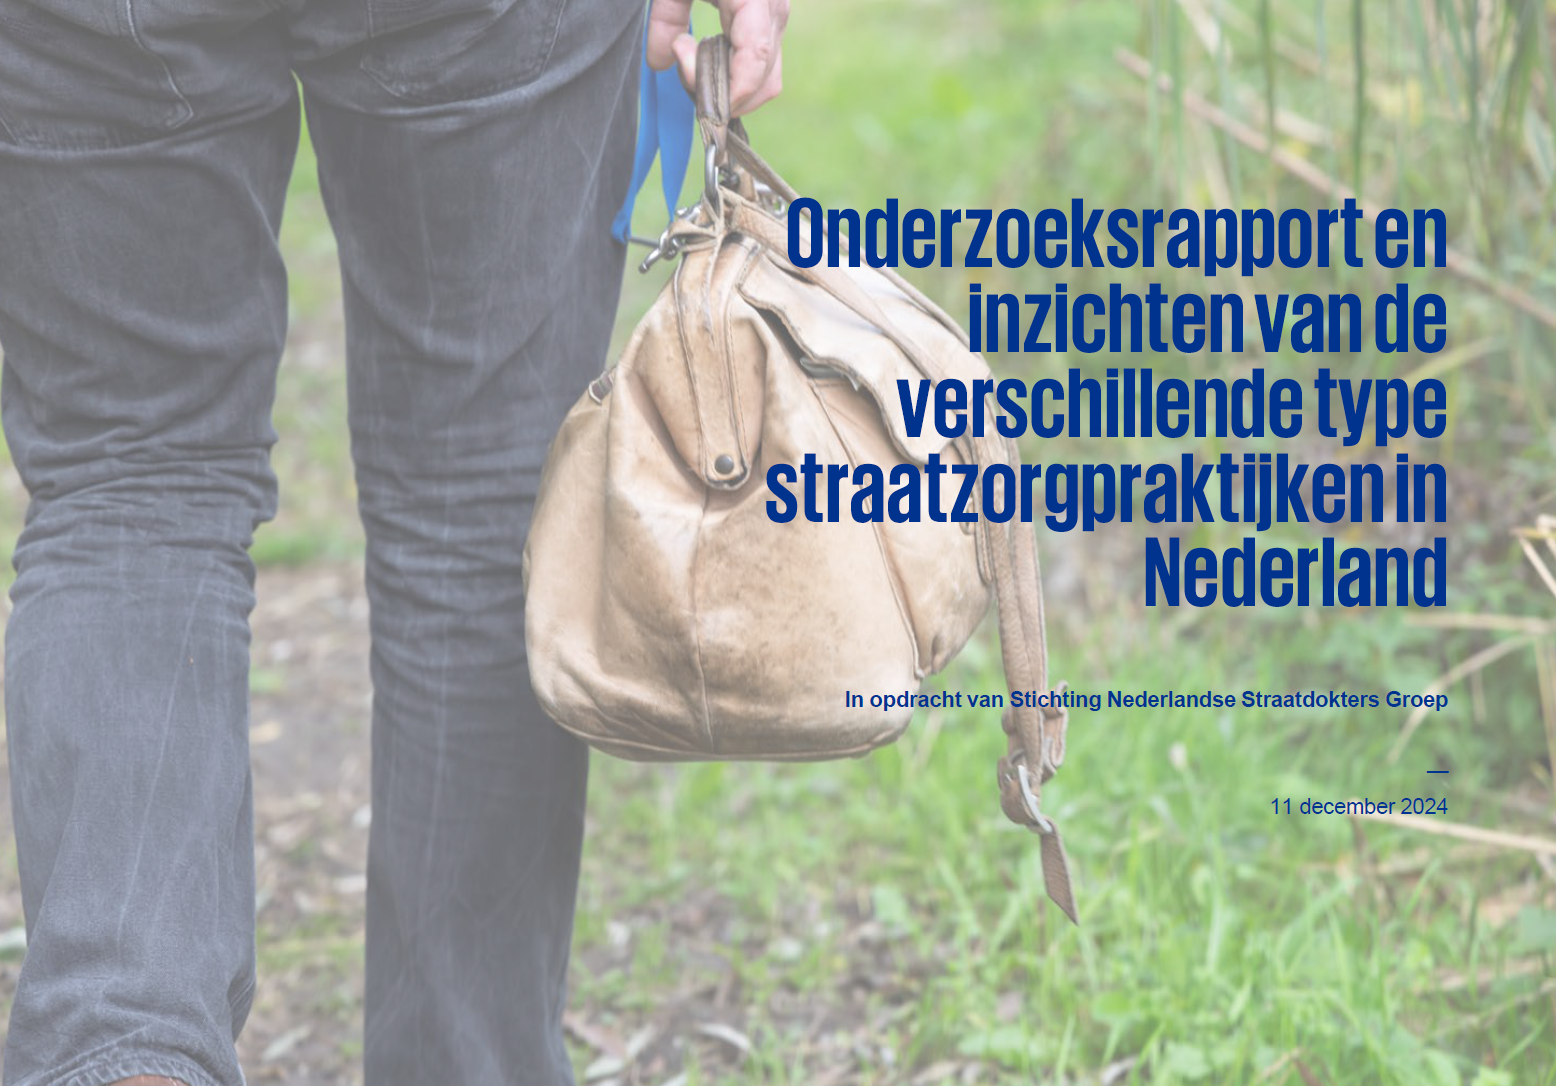 Onderzoeksrapport en
inzichten van de
verschillende type
straatzorgpraktijken in
Nederland
In opdracht van Stichting Nederlandse Straatdokters Groep
—
11 december 2024